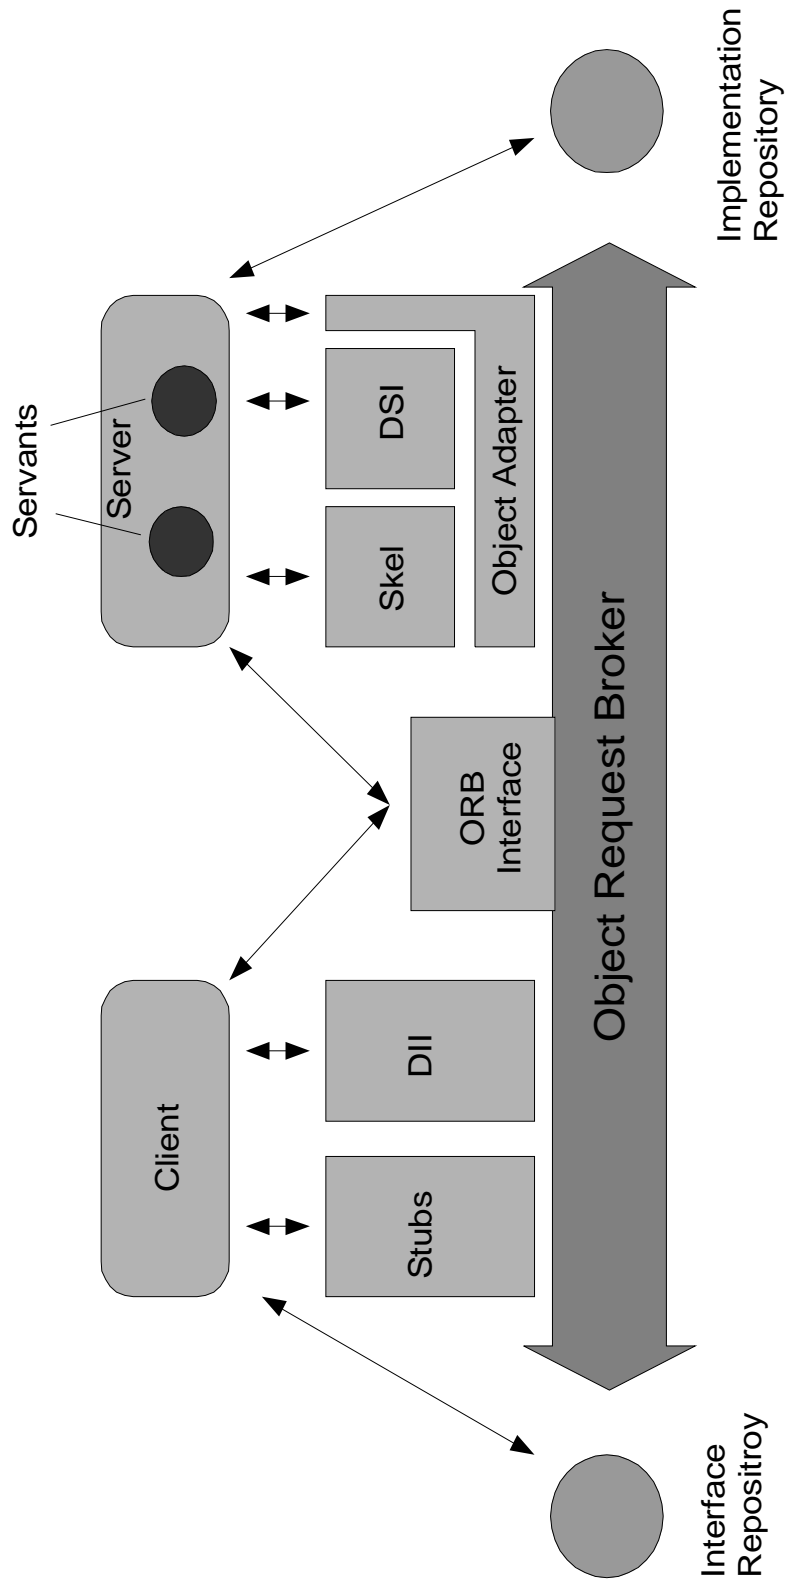 Servants
Client
Server
Stubs
DII
ORB
Interface
Skel
DSI
Object Adapter
Object Request Broker
Interface
Repositroy
Implementation
Repository